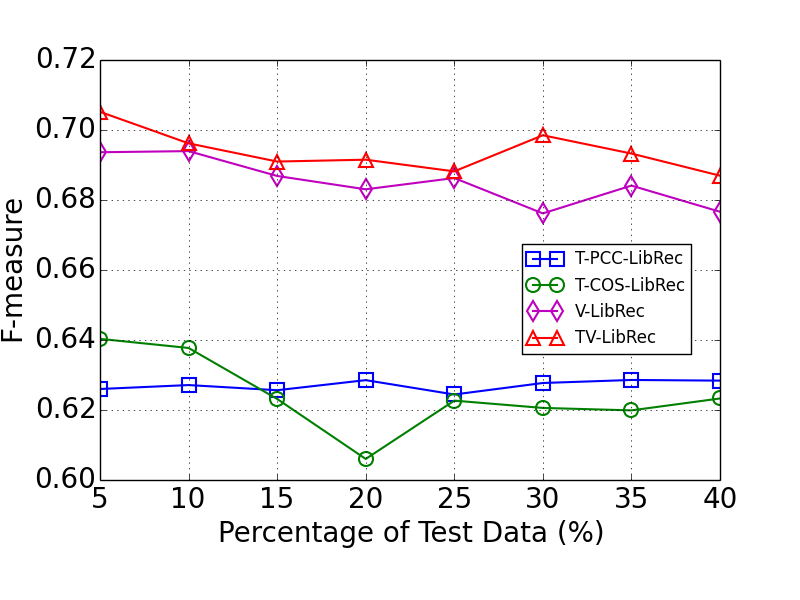 0.72
0.70
0.68
0.66
0.64
0.62
0.60
F-measure
T-PCC-LibRec
T-COS-LibRec
V-LibRec
TV-LibRec
5 10 15 20 25 30 35 40
Percentage of Test Data (%)